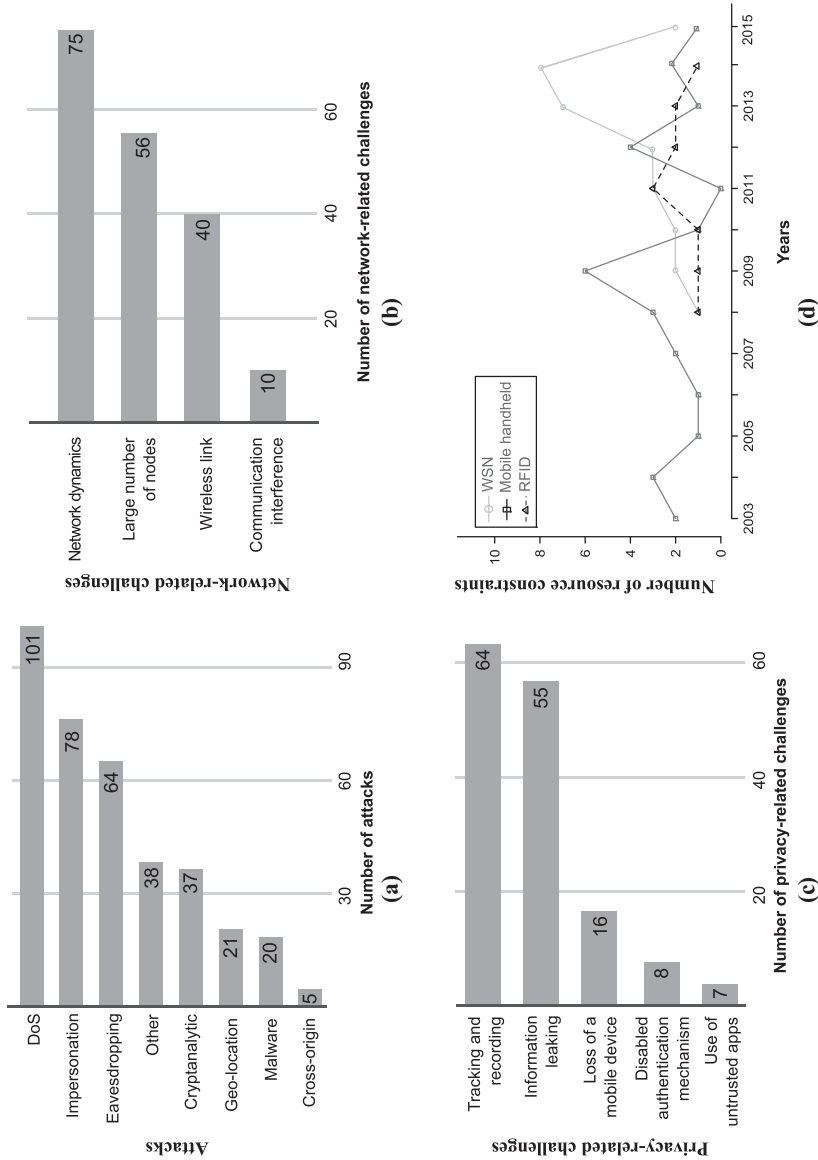 Attacks
DoS
Impersonation
Eavesdropping
Other
Cryptanalytic
Geo-location
Malware
Cross-origin
101
78
64
38
37
21
20
5
30
60
90
Number of attacks
(a)
Network-related challenges
Network dynamics
Large number
of nodes
Wireless link
Communication
interference
75
56
40
10
20
40
60
Number of network-related challenges
(b)
Privacy-related challenges
Tracking and
recording
Information
leaking
Loss of a
mobile device
Disabled
authentication
mechanism
Use of
untrusted apps
64
55
16
8
7
20
40
60
Number of privacy-related challenges
(c)
Number of resource constraints
10
8
6
4
2
0
WSN
Mobile handheld
RFID
2003
2005
2007
2009
2011
2013
2015
Years
(d)